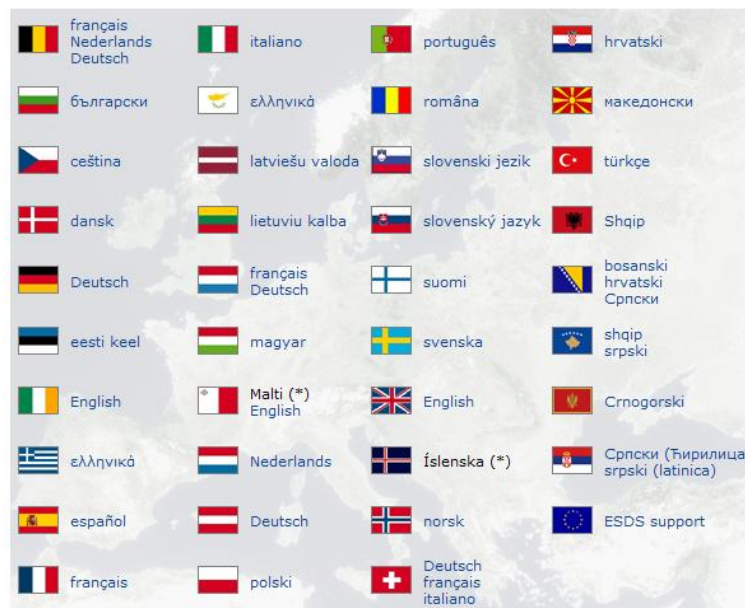 français
Nederlands
Deutsch
italiano
português
hrvatski
български
ελληνικά
româna
македонски
ceština
latviešu valoda
slovenski jezik
türkçe
dansk
lietuviu kalba
slovenský jazyk
Shqip
Deutsch
français
Deutsch
suomi
bosanski
hrvatski
Српски
eesti keel
magyar
svenska
shqip
srpski
English
Malti (*)
English
English
Crnogorski
ελληνικά
Nederlands
Íslenska (*)
Српски (Ћирилица
srpski (latinica)
español
Deutsch
norsk
ESDS support
français
polski
Deutsch
français
italiano